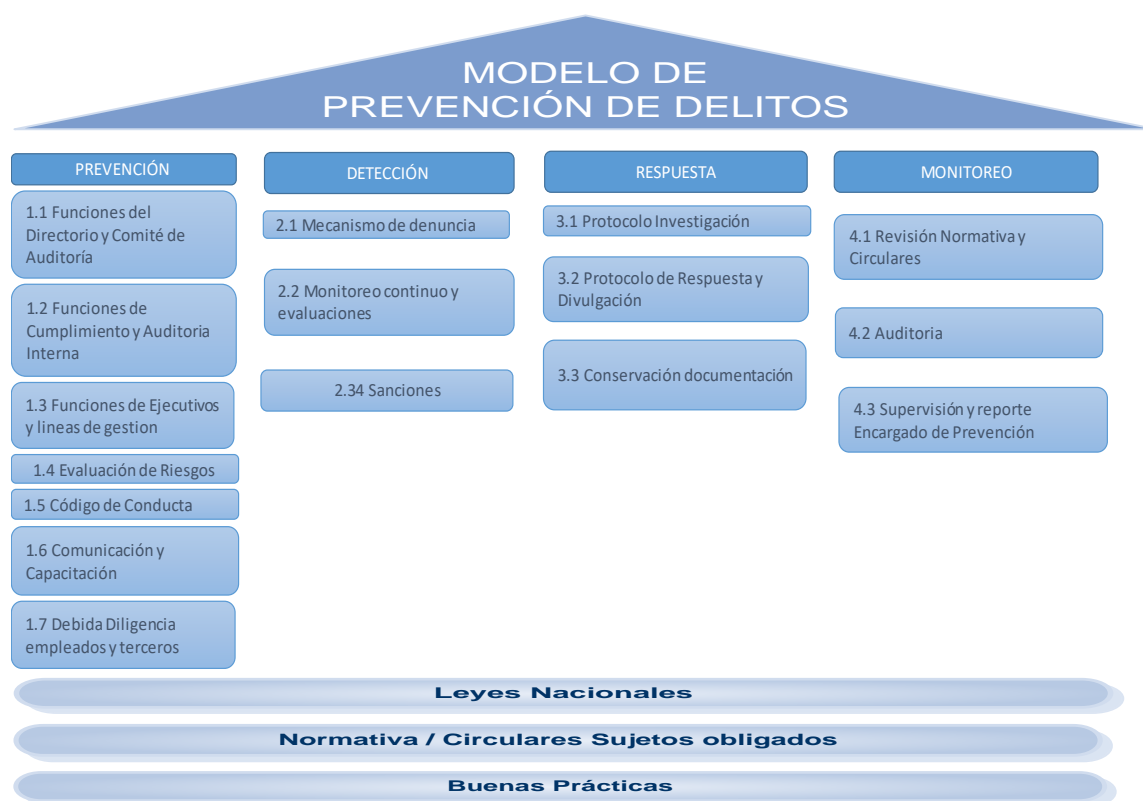 MODELO DE
PREVENCIÓN DE DELITOS
PREVENCIÓN
1.1 Funciones del
Directorio y Comité de
Auditoría
1.2 Funciones de
Cumplimiento y Auditoria
Interna
1.3 Funciones de Ejecutivos
y lineas de gestion
1.4 Evaluación de Riesgos
1.5 Código de Conducta
1.6 Comunicación y
Capacitación
1.7 Debida Diligencia
empleados y terceros
DETECCIÓN
2.1 Mecanismo de denuncia
2.2 Monitoreo continuo y
evaluaciones
2.34 Sanciones
RESPUESTA
3.1 Protocolo Investigación
3.2 Protocolo de Respuesta y
Divulgación
3.3 Conservación documentación
MONITOREO
4.1 Revisión Normativa y
Circulares
4.2 Auditoria
4.3 Supervisión y reporte
Encargado de Prevención
Leyes Nacionales
Normativa / Circulares Sujetos obligados
Buenas Prácticas